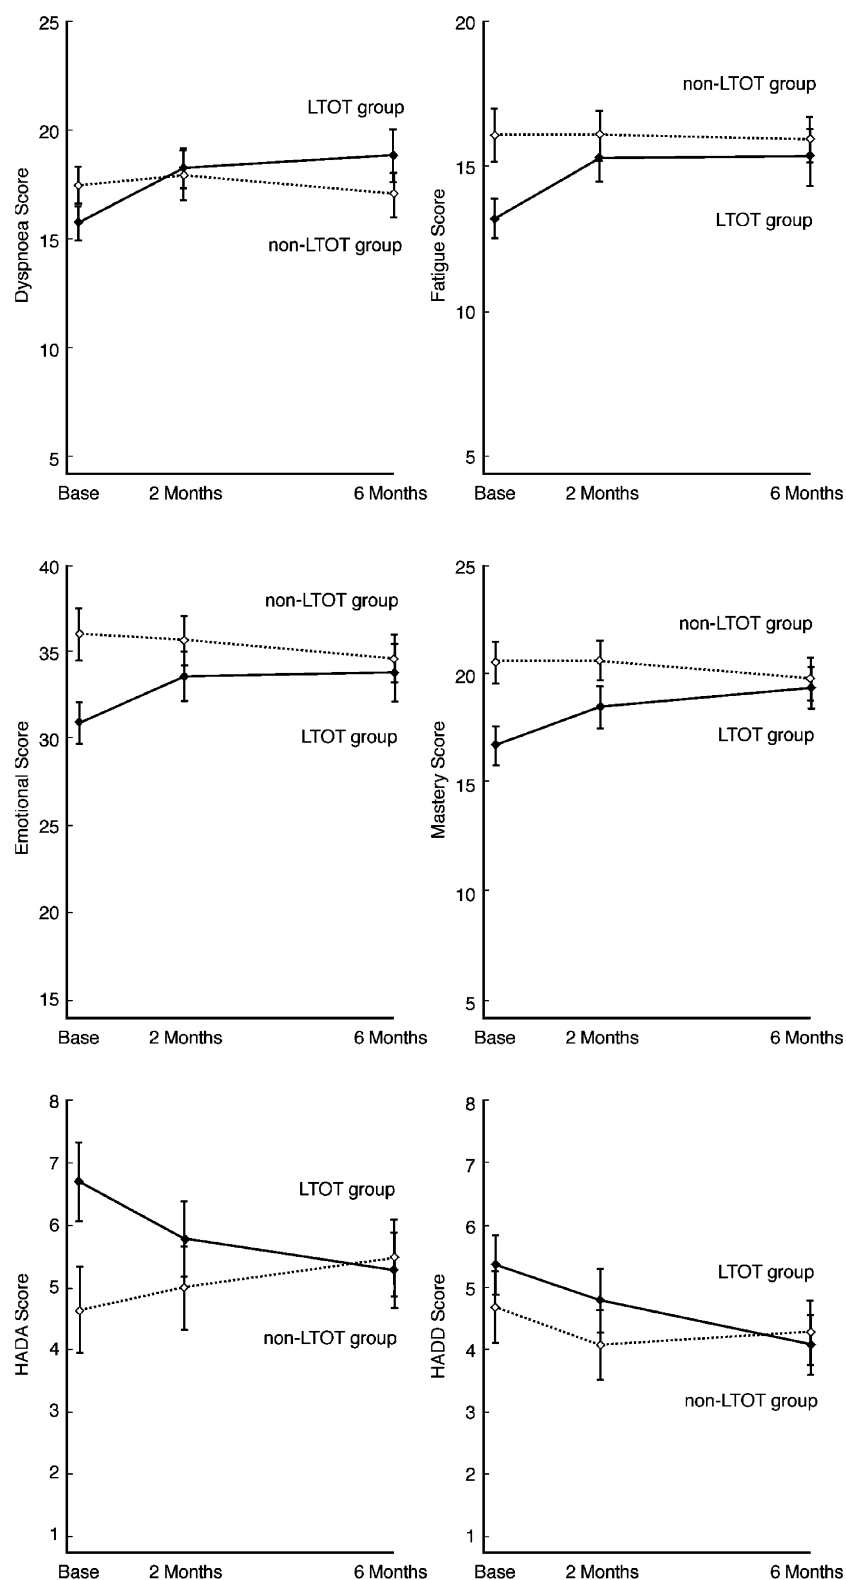 25
20
15
10
5
Dyspnoea Score
LTOT group
non-LTOT group
Base 2 Months 6 Months
20
15
10
5
Fatigue Score
non-LTOT group
LTOT group
Base 2 Months 6 Months
40
35
30
25
20
15
Emotional Score
non-LTOT group
LTOT group
Base 2 Months 6 Months
25
20
15
10
5
Mastery Score
non-LTOT group
LTOT group
Base 2 Months 6 Months
8
7
6
5
4
3
2
1
HADA Score
LTOT group
non-LTOT group
Base 2 Months 6 Months
8
7
6
5
4
3
2
1
HADD Score
LTOT group
non-LTOT group
Base 2 Months 6 Months